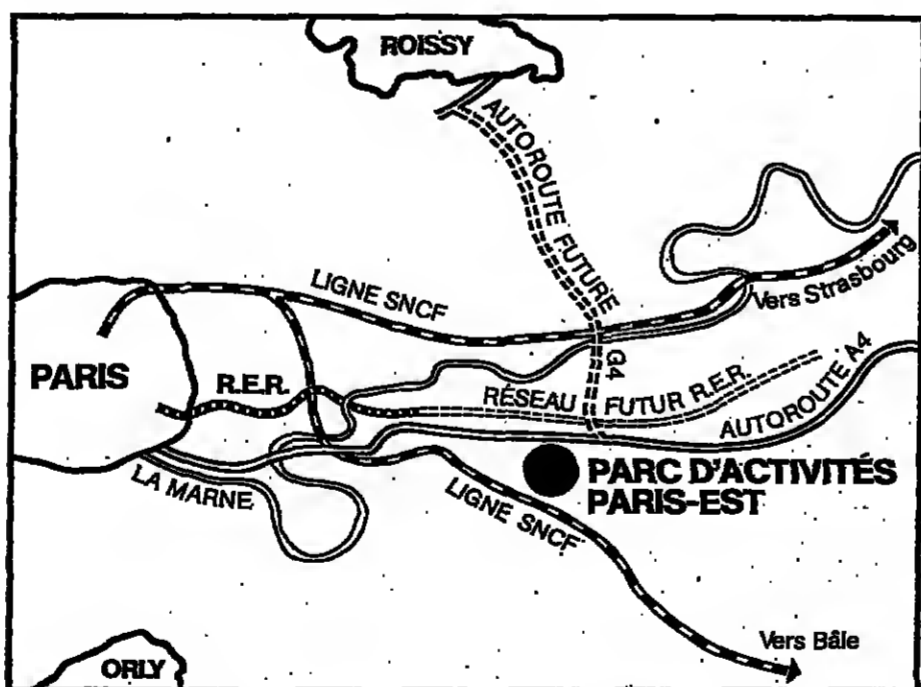 ROISSY
AUTOROUTE FUTURE G4
LIGNE SNCF
Vers Strasbourg
PARIS
R.E.R.
RÉSEAU FUTUR R.E.R.
AUTOROUTE A4
PARC D'ACTIVITÉS
PARIS-EST
LA MARNE
LIGNE SNCF
Vers Bâle
ORLY